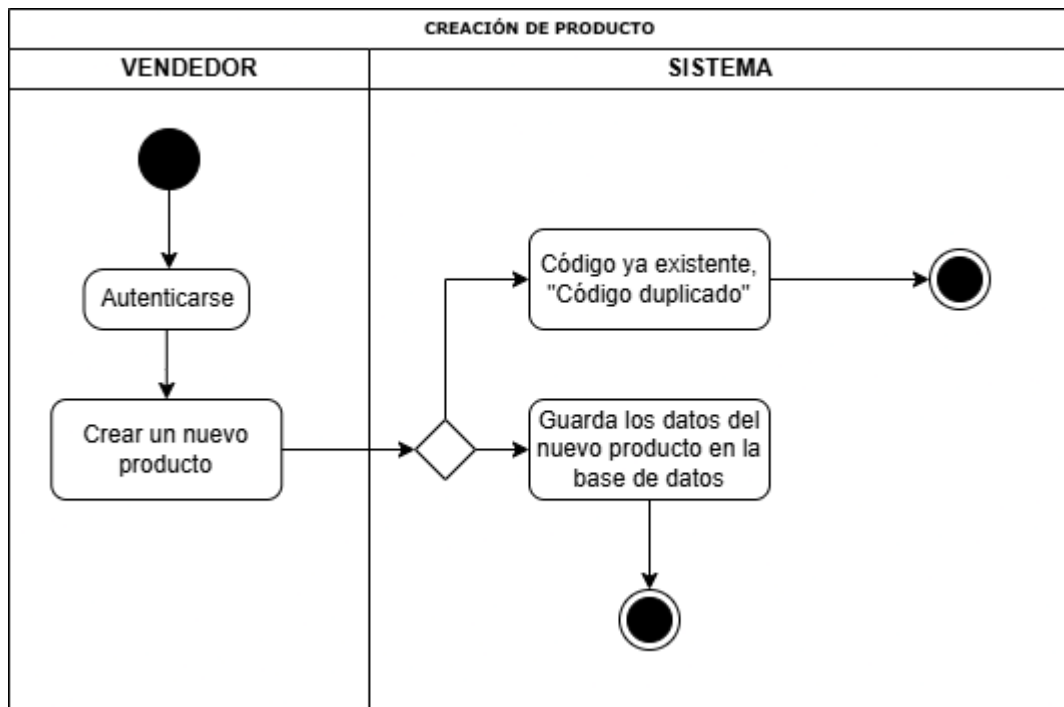 CREACIÓN DE PRODUCTO
VENDEDOR
SISTEMA
Autenticarse
Crear un nuevo
producto
Código ya existente,
"Código duplicado"
Guarda los datos del
nuevo producto en la
base de datos